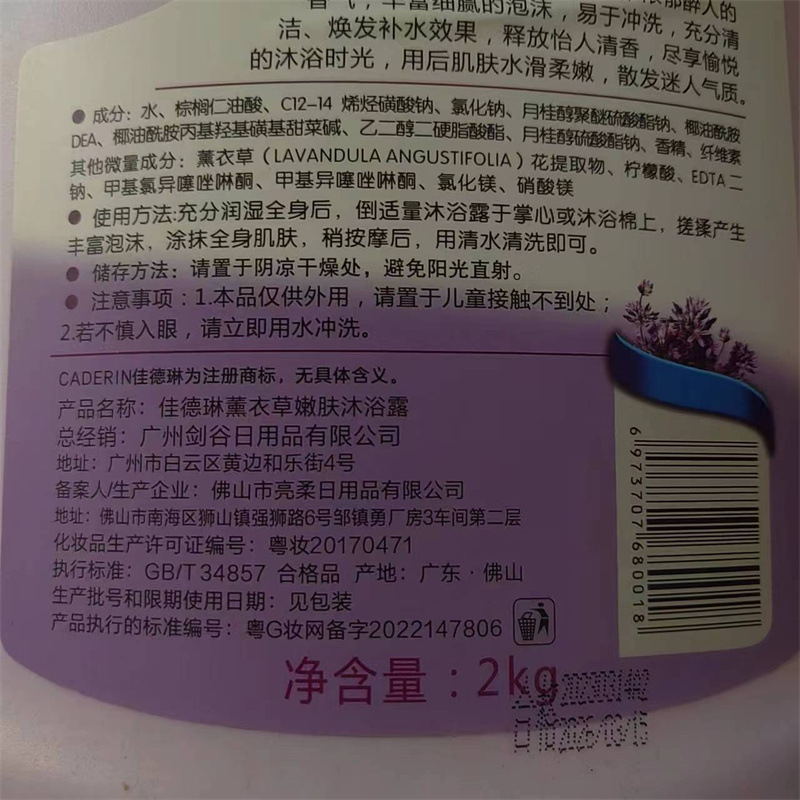 香气，丰富细腻的泡沫，易于冲洗，充分清
洁、焕发补水效果，释放怡人清香，尽享愉悦
的沐浴时光，用后肌肤水滑柔嫩，散发迷人气质。
● 成分：水、棕榈仁油酸、C12-14 烯烃磺酸钠、氯化钠、月桂醇聚醚硫酸酯钠、椰油酰胺
DEA、椰油酰胺丙基羟基磺基甜菜碱、乙二醇二硬脂酸酯、月桂醇硫酸酯钠、香精、纤维素
其他微量成分：薰衣草（LAVANDULA ANGUSTIFOLIA）花提取物、柠檬酸、EDTA 二
钠、甲基氯异噻唑啉酮、甲基异噻唑啉酮、氯化镁、硝酸镁
● 使用方法:充分润湿全身后，倒适量沐浴露于掌心或沐浴棉上，搓揉产生
丰富泡沫，涂抹全身肌肤，稍按摩后，用清水清洗即可。
● 储存方法：请置于阴凉干燥处，避免阳光直射。
● 注意事项：1.本品仅供外用，请置于儿童接触不到处；
2.若不慎入眼，请立即用水冲洗。
CADERIN佳德琳为注册商标，无具体含义。
产品名称：佳德琳薰衣草嫩肤沐浴露
总经销：广州剑谷日用品有限公司
地址：广州市白云区黄边和乐街4号
备案人/生产企业：佛山市亮柔日用品有限公司
地址：佛山市南海区狮山镇强狮路6号邹镇勇厂房3车间第二层
化妆品生产许可证编号：粤妆20170471
执行标准：GB/T 34857 合格品 产地：广东·佛山
生产批号和限期使用日期：见包装
产品执行的标准编号：粤G妆网备字2022147806
净含量：2kg
6973707680018